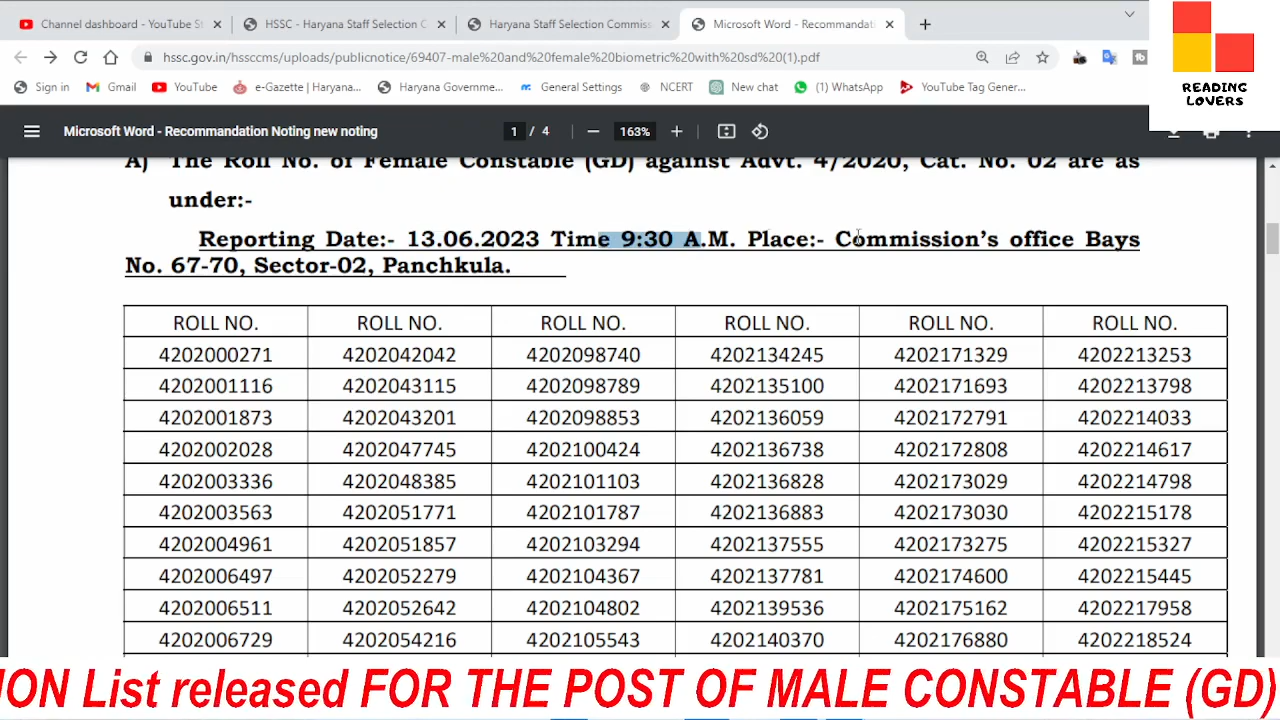 Channel dashboard - YouTube St
HSSC - Haryana Staff Selection C
Haryana Staff Selection Commiss
Microsoft Word - Recommandati
hssc.gov.in/hssccms/uploads/publicnotice/69407-male%20and%20female%20biometric%20with%20sd%20(1).pdf
Sign in
Gmail
YouTube
e-Gazette | Haryana...
Haryana Governme...
General Settings
NCERT
New chat
(1) WhatsApp
YouTube Tag Gener...
READING
LOVERS
Microsoft Word - Recommandation Noting new noting
1 / 4
163%
A) The Roll No. of Female Constable (GD) against Advt. 4/2020, Cat. No. 02 are as
under:-
Reporting Date:- 13.06.2023 Time 9:30 A.M. Place:- Commission's office Bays
No. 67-70, Sector-02, Panchkula.
ROLL NO. ROLL NO. ROLL NO. ROLL NO. ROLL NO. ROLL NO.
4202000271 4202042042 4202098740 4202134245 4202171329 4202213253
4202001116 4202043115 4202098789 4202135100 4202171693 4202213798
4202001873 4202043201 4202098853 4202136059 4202172791 4202214033
4202002028 4202047745 4202100424 4202136738 4202172808 4202214617
4202003336 4202048385 4202101103 4202136828 4202173029 4202214798
4202003563 4202051771 4202101787 4202136883 4202173030 4202215178
4202004961 4202051857 4202103294 4202137555 4202173275 4202215327
4202006497 4202052279 4202104367 4202137781 4202174600 4202215445
4202006511 4202052642 4202104802 4202139536 4202175162 4202217958
4202006729 4202054216 4202105543 4202140370 4202176880 4202218524
ION List released FOR THE POST OF MALE CONSTABLE (GD)